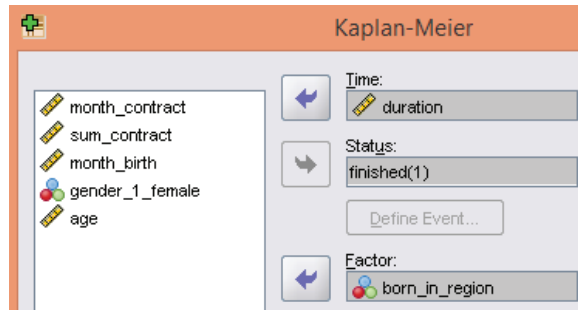 Kaplan-Meier
month_contract
sum_contract
month_birth
gender_1_female
age
Time:
duration
Status:
finished(1)
Define Event...
Factor:
born_in_region